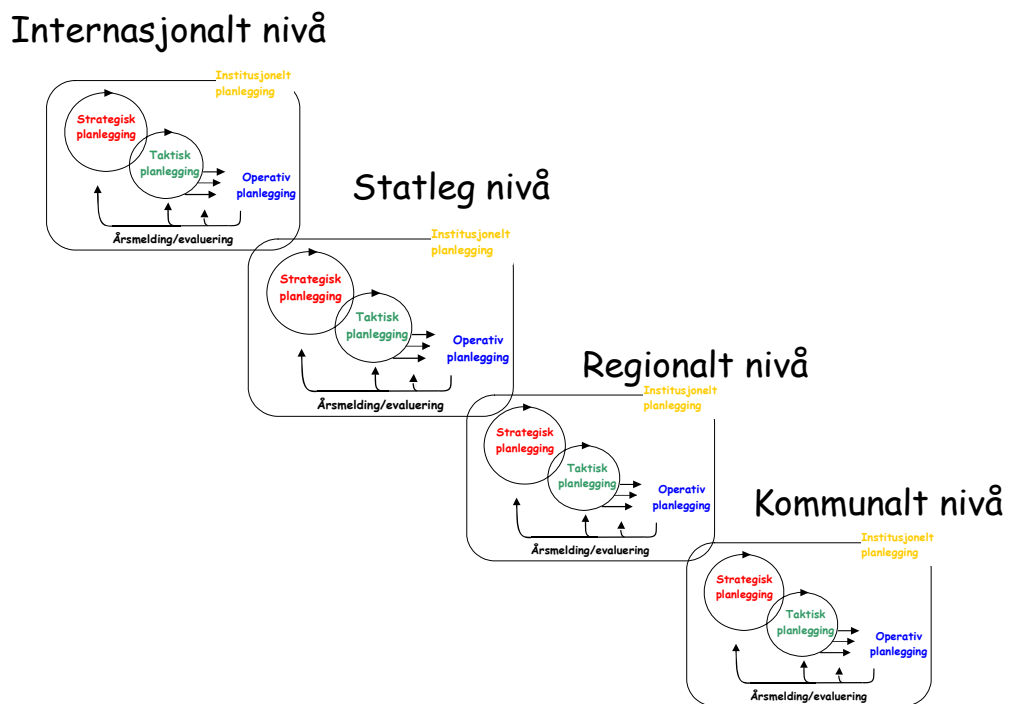 Internasjonalt nivå
Institusjonelt
planlegging
Strategisk
planlegging
Taktisk
planlegging
Operativ
planlegging
Årsmelding/evaluering
Statleg nivå
Institusjonelt
planlegging
Strategisk
planlegging
Taktisk
planlegging
Operativ
planlegging
Årsmelding/evaluering
Regionalt nivå
Institusjonelt
planlegging
Strategisk
planlegging
Taktisk
planlegging
Operativ
planlegging
Årsmelding/evaluering
Kommunalt nivå
Institusjonelt
planlegging
Strategisk
planlegging
Taktisk
planlegging
Operativ
planlegging
Årsmelding/evaluering